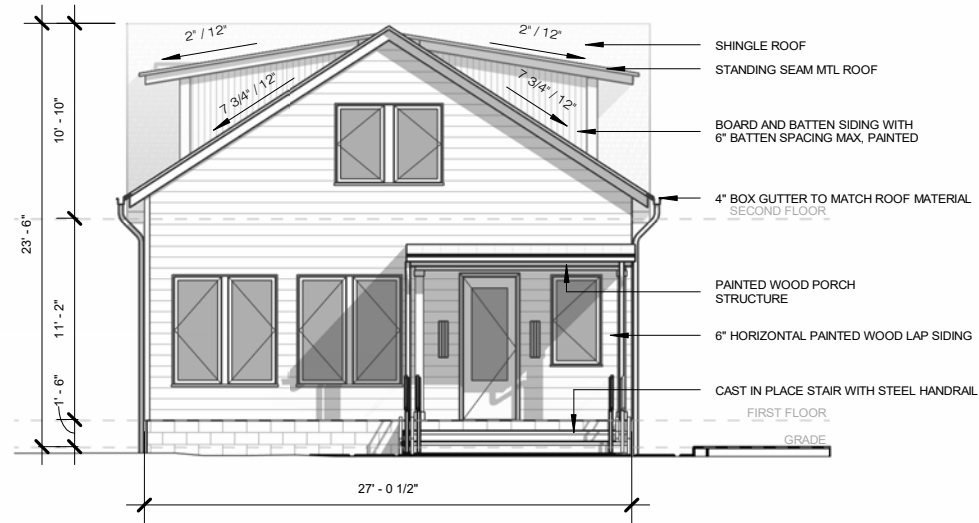 2" / 12"
2" / 12"
7 3/4" / 12"
7 3/4" / 12"
SHINGLE ROOF
STANDING SEAM MTL ROOF
BOARD AND BATTEN SIDING WITH
6" BATTEN SPACING MAX, PAINTED
4" BOX GUTTER TO MATCH ROOF MATERIAL
SECOND FLOOR
PAINTED WOOD PORCH
STRUCTURE
6" HORIZONTAL PAINTED WOOD LAP SIDING
CAST IN PLACE STAIR WITH STEEL HANDRAIL
FIRST FLOOR
GRADE
23' - 6"
10' - 10"
11' - 2"
1' - 6"
27' - 0 1/2"